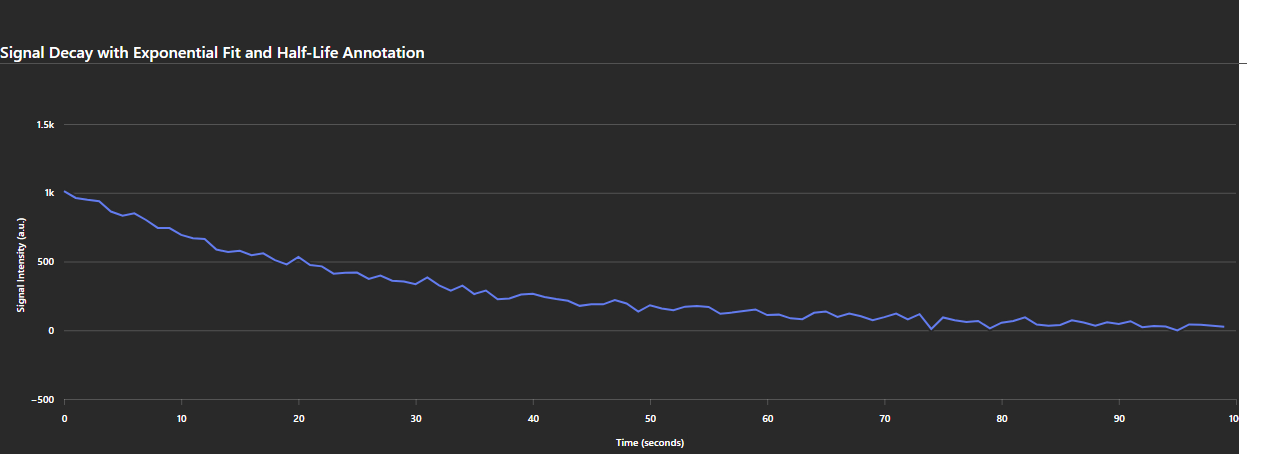 Signal Decay with Exponential Fit and Half-Life Annotation
1.5k
1k
500
0
−500
Signal Intensity (a.u.)
0 10 20 30 40 50 60 70 80 90 10
Time (seconds)